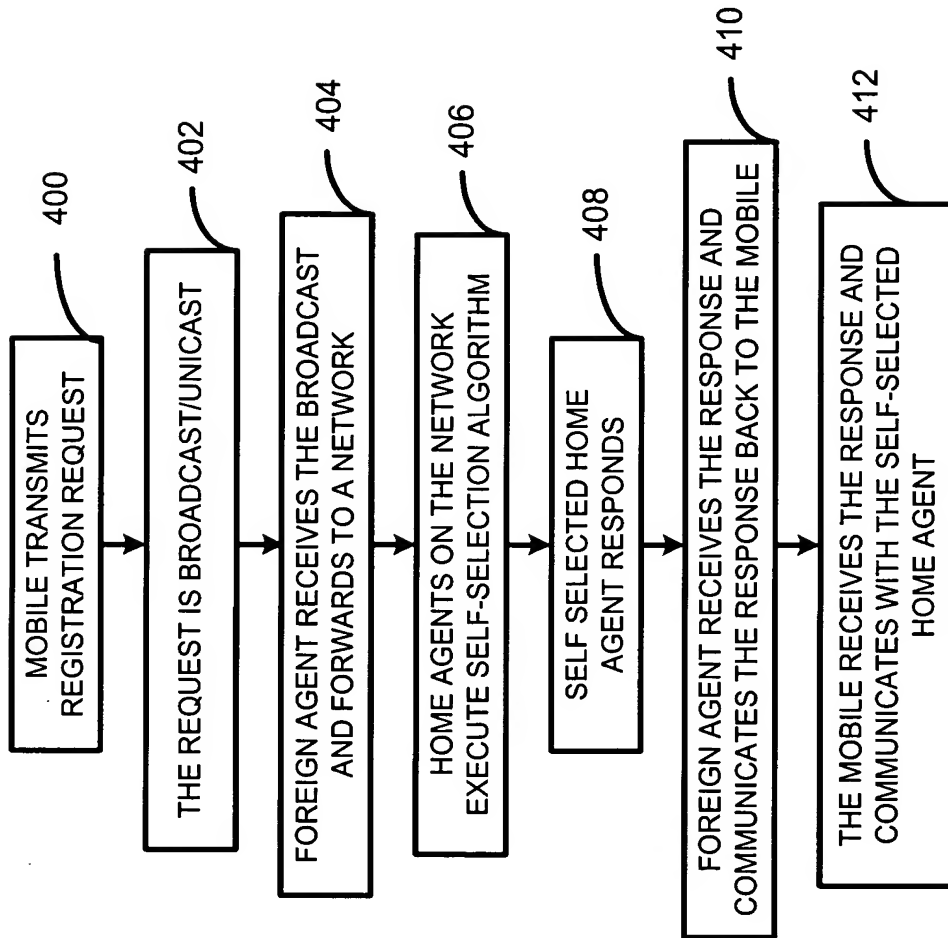 MOBILE TRANSMITS
REGISTRATION REQUEST
400
THE REQUEST IS BROADCAST/UNICAST
402
FOREIGN AGENT RECEIVES THE BROADCAST
AND FORWARDS TO A NETWORK
404
HOME AGENTS ON THE NETWORK
EXECUTE SELF-SELECTION ALGORITHM
406
SELF SELECTED HOME
AGENT RESPONDS
408
FOREIGN AGENT RECEIVES THE RESPONSE AND
COMMUNICATES THE RESPONSE BACK TO THE MOBILE
410
THE MOBILE RECEIVES THE RESPONSE AND
COMMUNICATES WITH THE SELF-SELECTED
HOME AGENT
412